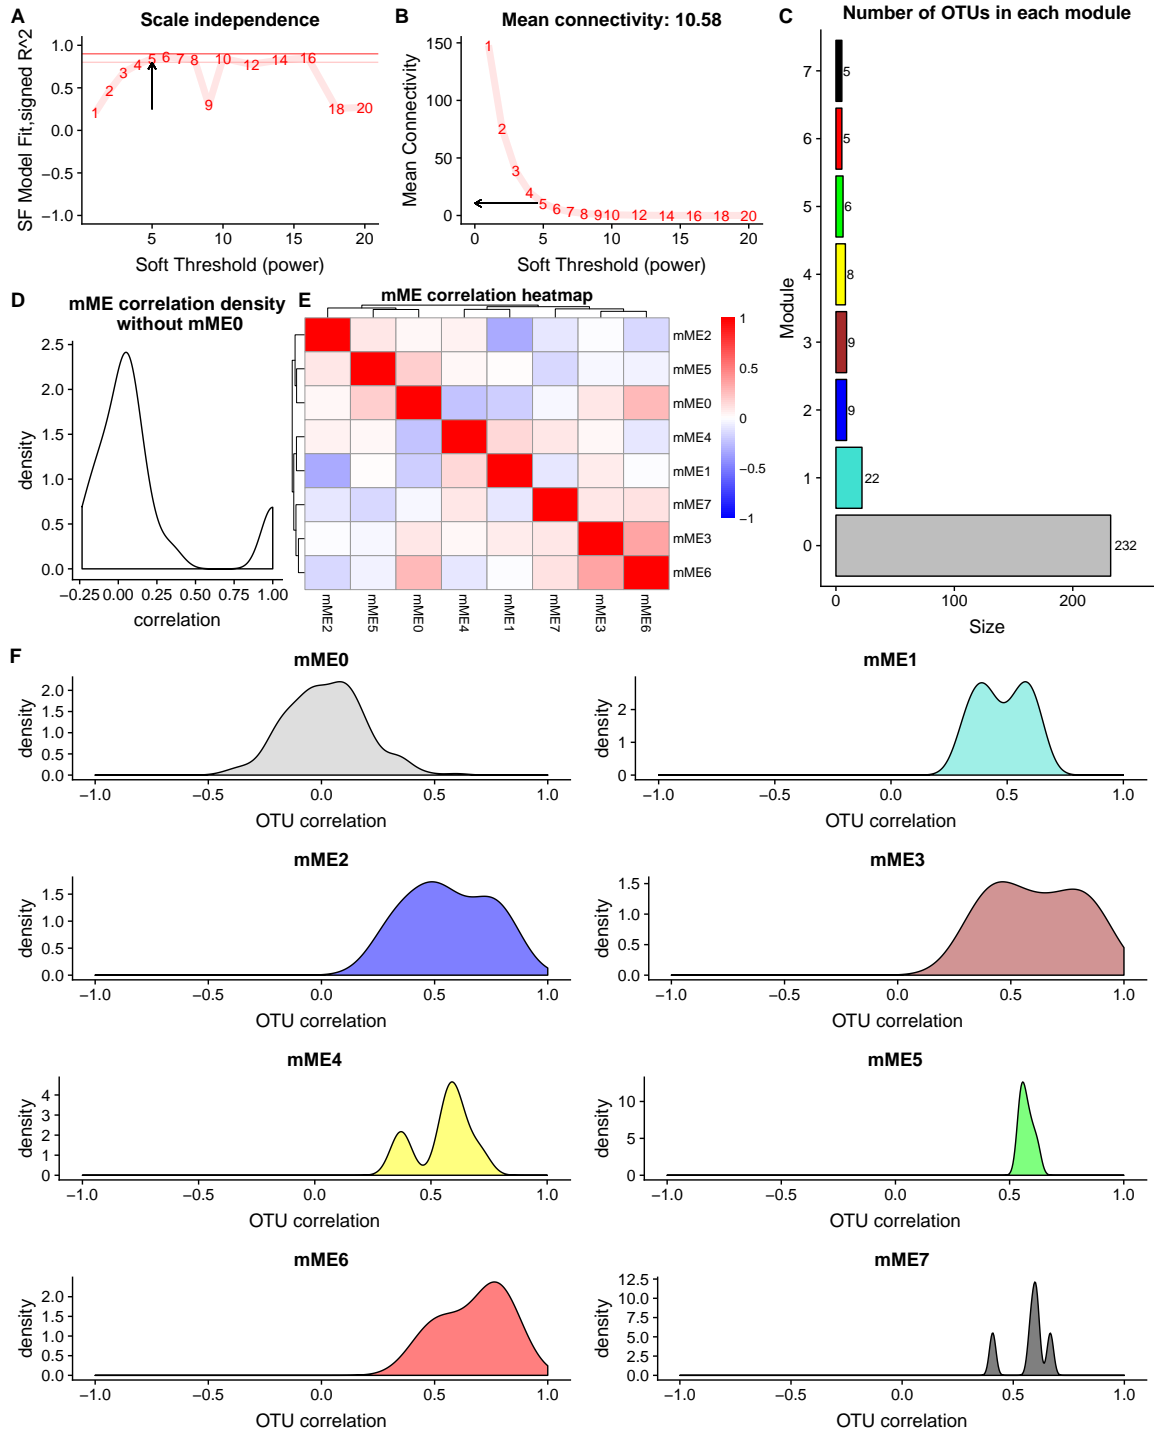 A
Scale independence
SF Model Fit,signed R^2
1.0
0.5
0.0
−0.5
−1.0
1 2 3 4 5 6 7 8 9 10 12 14 16 18 20
5 10 15 20
Soft Threshold (power)
B
Mean connectivity: 10.58
Mean Connectivity
150
100
50
0
1 2 3 4 5 6 7 8 9 10 12 14 16 18 20
0 5 10 15 20
Soft Threshold (power)
C
Number of OTUs in each module
Module
7 5
6 5
5 6
4 8
3 9
2 9
1 22
0 232
0 100 200
Size
D
mME correlation density
without mME0
density
2.5
2.0
1.5
1.0
0.5
0.0
−0.25 0.00 0.25 0.50 0.75 1.00
correlation
E
mME correlation heatmap
mME2
mME5
mME0
mME4
mME1
mME7
mME3
mME6
mME2 mME5 mME0 mME4 mME1 mME7 mME3 mME6
1
0.5
0
−0.5
−1
F
mME0
density
2.0
1.5
1.0
0.5
0.0
−1.0 −0.5 0.0 0.5 1.0
OTU correlation
mME1
density
2
1
0
−1.0 −0.5 0.0 0.5 1.0
OTU correlation
mME2
density
1.5
1.0
0.5
0.0
−1.0 −0.5 0.0 0.5 1.0
OTU correlation
mME3
density
1.5
1.0
0.5
0.0
−1.0 −0.5 0.0 0.5 1.0
OTU correlation
mME4
density
4
3
2
1
0
−1.0 −0.5 0.0 0.5 1.0
OTU correlation
mME5
density
10
5
0
−1.0 −0.5 0.0 0.5 1.0
OTU correlation
mME6
density
2.0
1.5
1.0
0.5
0.0
−1.0 −0.5 0.0 0.5 1.0
OTU correlation
mME7
density
12.5
10.0
7.5
5.0
2.5
0.0
−1.0 −0.5 0.0 0.5 1.0
OTU correlation